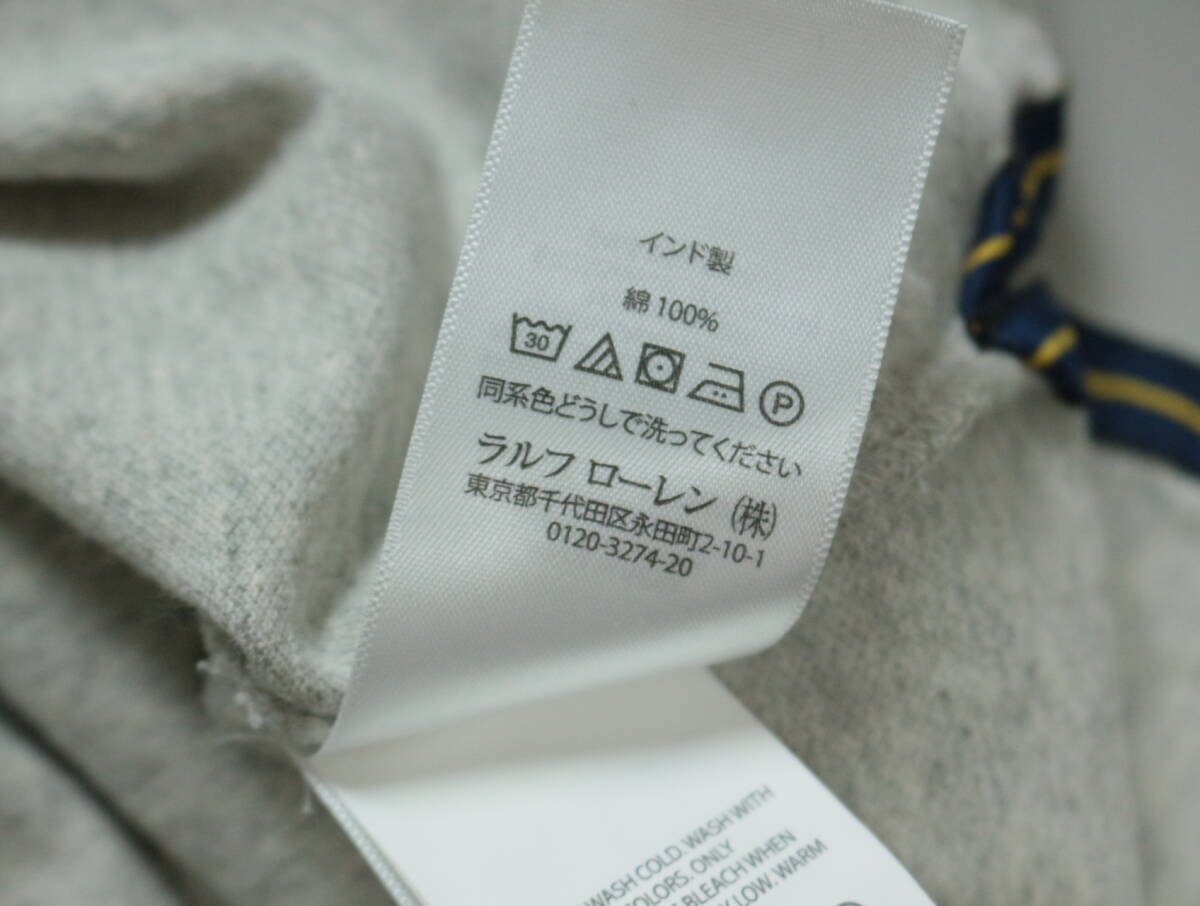 インド製
綿 100%
30 P
同系色どうしで洗ってください
ラルフ ローレン (株)
東京都千代田区永田町2-10-1
0120-3274-20
WASH COLD. WASH WITH
COLORS. ONLY
BLEACH WHEN
LOW. WARM